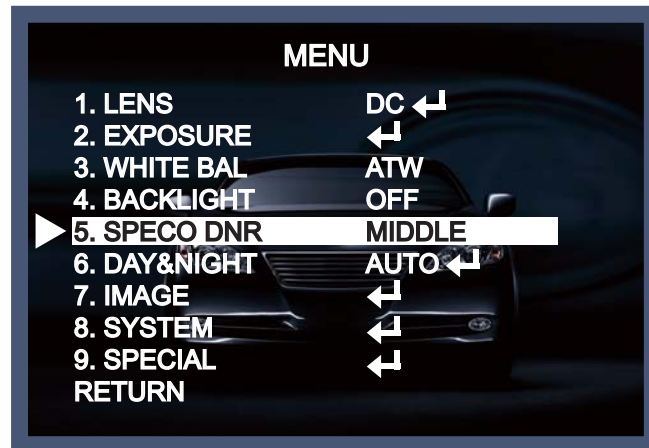 MENU
1. LENS DC ↵
2. EXPOSURE ↵
3. WHITE BAL ATW
4. BACKLIGHT OFF
5. SPECO DNR MIDDLE
6. DAY&NIGHT AUTO ↵
7. IMAGE ↵
8. SYSTEM ↵
9. SPECIAL ↵
RETURN